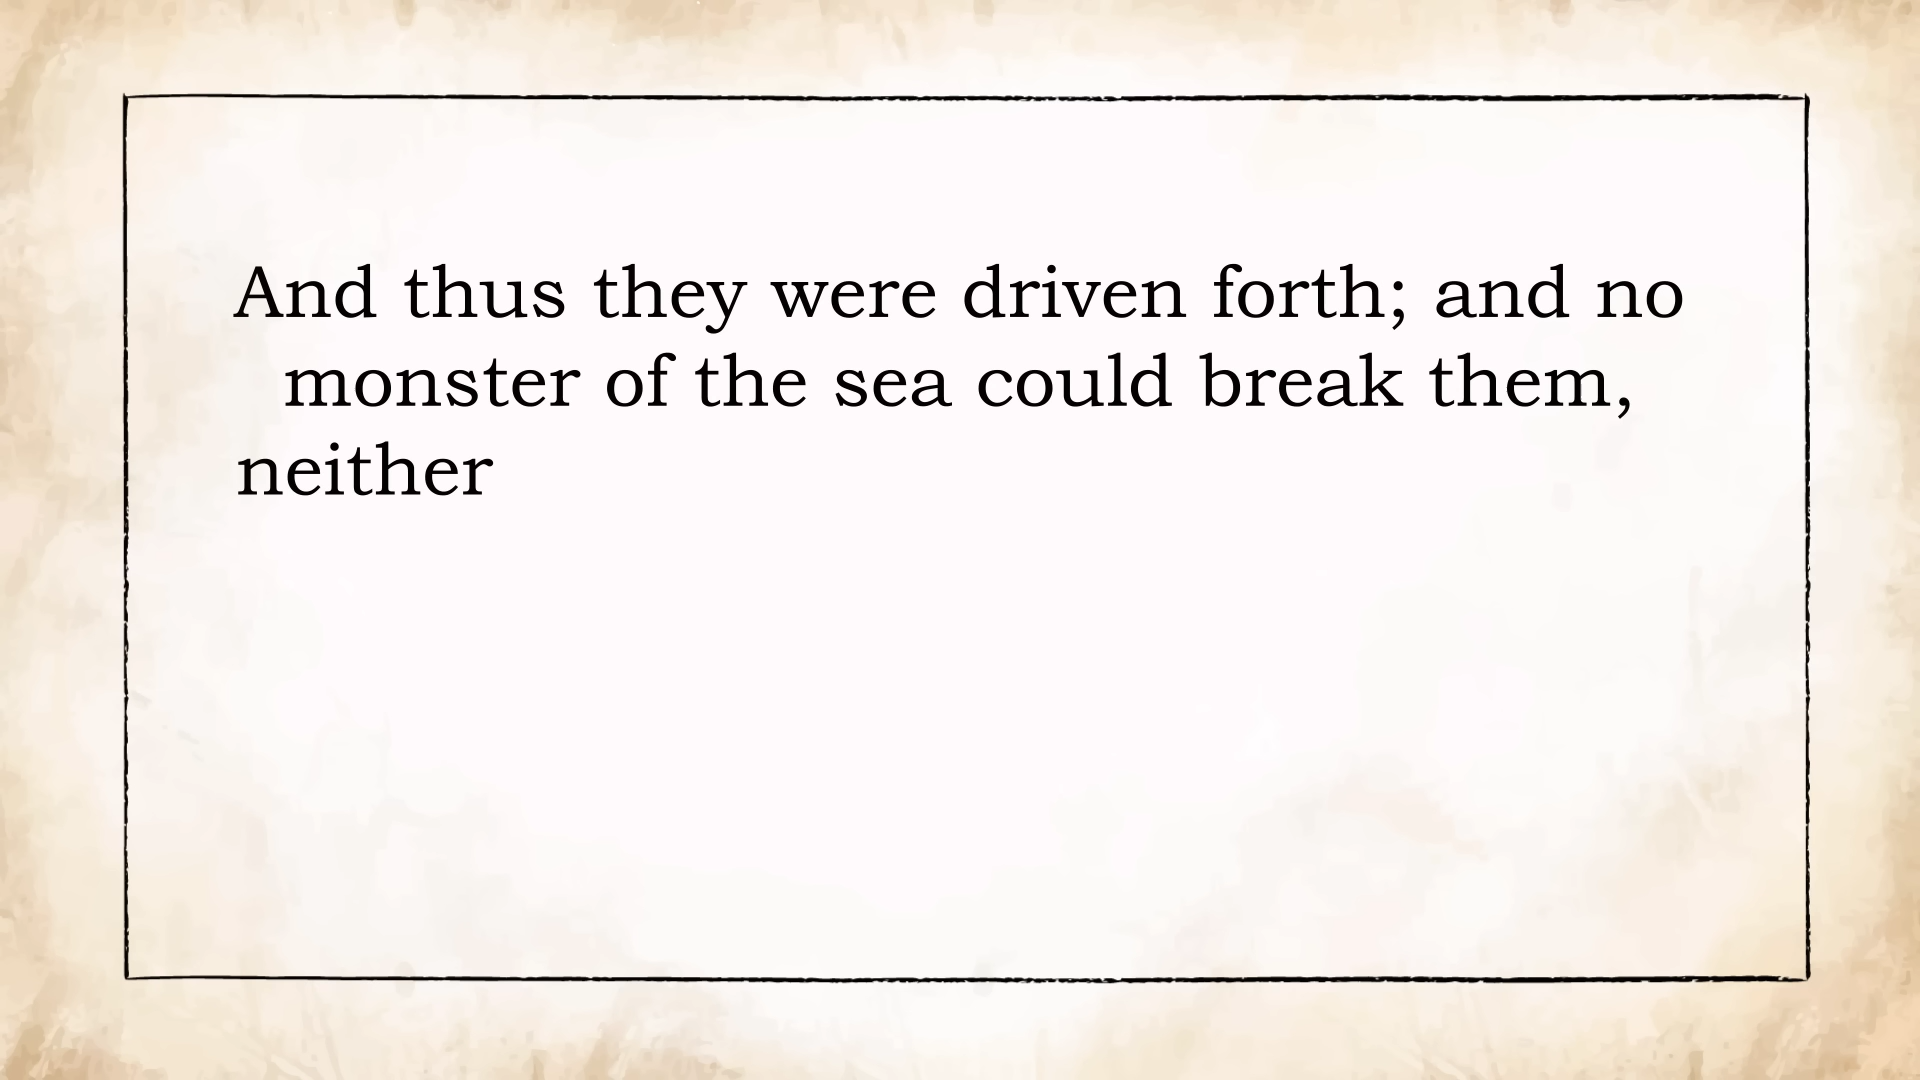 And thus they were driven forth; and no
monster of the sea could break them,
neither